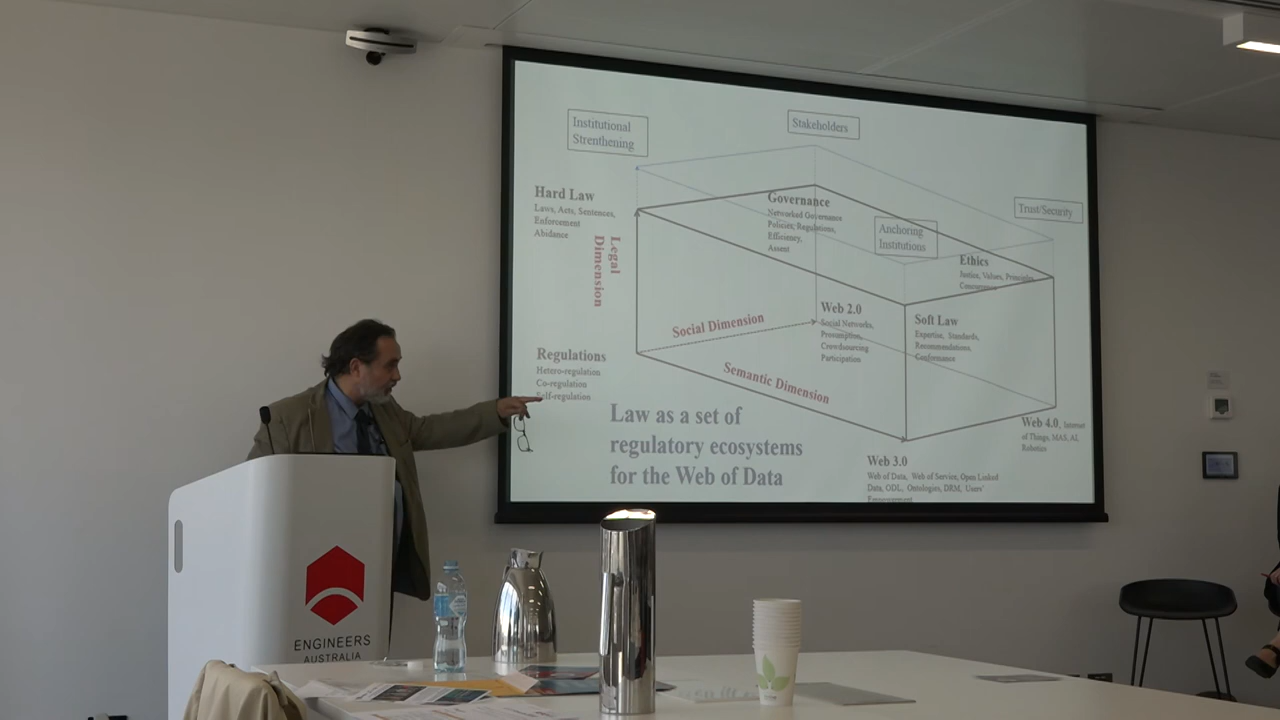 Institutional
Strenthening
Stakeholders
Trust/Security
Hard Law
Laws, Acts, Sentences,
Enforcement
Abidance
Legal
Dimension
Governance
Networked Governance
Policies, Regulations,
Efficiency,
Assent
Anchoring
Institutions
Ethics
Justice, Values, Principles
Social Dimension
Web 2.0
Social Networks,
Prosumption,
Crowdsourcing
Participation
Soft Law
Expertise, Standards,
Recommendations,
Conformance
Regulations
Hetero-regulation
Co-regulation
Self-regulation
Semantic Dimension
Law as a set of
regulatory ecosystems
for the Web of Data
Web 4.0, Internet
of Things, MAS, AI,
Robotics
Web 3.0
Web of Data, Web of Service, Open Linked
Data, ODL, Ontologies, DRM, Users'
Empowerment
ENGINEERS
AUSTRALIA